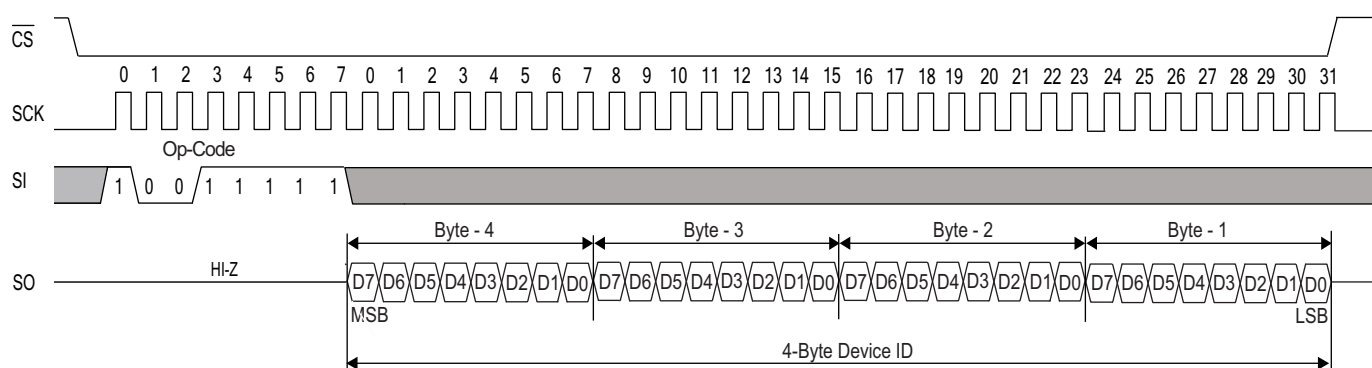 CS
0 1 2 3 4 5 6 7 0 1 2 3 4 5 6 7 8 9 10 11 12 13 14 15 16 17 18 19 20 21 22 23 24 25 26 27 28 29 30 31
SCK
Op-Code
SI 1 0 0 1 1 1 1 1
Byte - 4 Byte - 3 Byte - 2 Byte - 1
HI-Z
SO D7 D6 D5 D4 D3 D2 D1 D0 D7 D6 D5 D4 D3 D2 D1 D0 D7 D6 D5 D4 D3 D2 D1 D0 D7 D6 D5 D4 D3 D2 D1 D0
MSB LSB
4-Byte Device ID